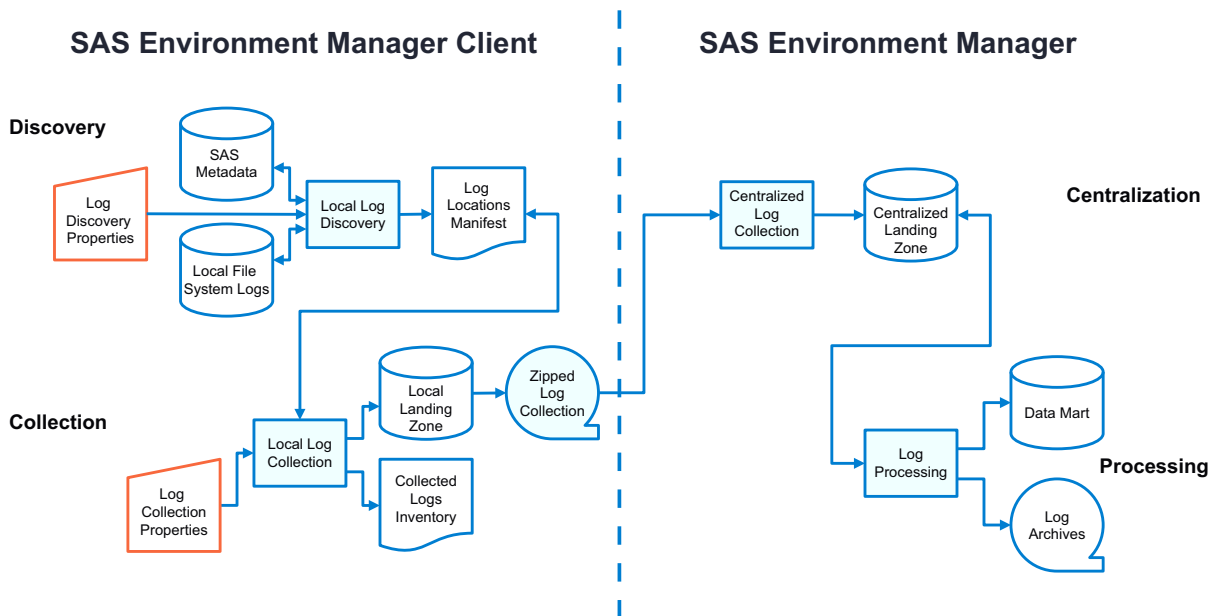 SAS Environment Manager Client
SAS Environment Manager
Discovery
SAS
Metadata
Log
Discovery
Properties
Local Log
Discovery
Log
Locations
Manifest
Local File
System Logs
Centralized
Log
Collection
Centralized
Landing
Zone
Centralization
Collection
Local
Landing
Zone
Zipped
Log
Collection
Local Log
Collection
Log
Collection
Properties
Collected
Logs
Inventory
Data Mart
Log
Processing
Processing
Log
Archives